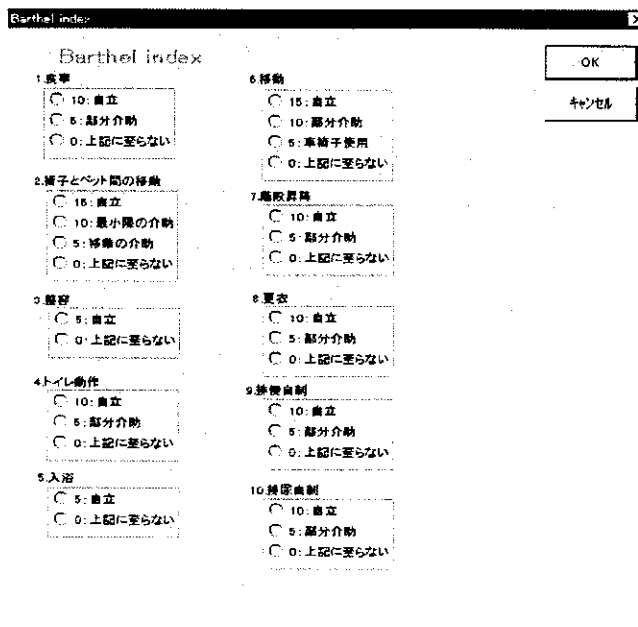 Barthel index
Barthel index
OK
キャンセル
1.食事
10:自立
5:部分介助
0:上記に至らない
2.椅子とベット間の移動
15:自立
10:最小限の介助
5:移乗の介助
0:上記に至らない
3.整容
5:自立
0:上記に至らない
4.トイレ動作
10:自立
5:部分介助
0:上記に至らない
5.入浴
5:自立
0:上記に至らない
6.移動
15:自立
10:部分介助
5:車椅子使用
0:上記に至らない
7.階段昇降
10:自立
5:部分介助
0:上記に至らない
8.更衣
10:自立
5:部分介助
0:上記に至らない
9.排便自制
10:自立
5:部分介助
0:上記に至らない
10.排尿自制
10:自立
5:部分介助
0:上記に至らない